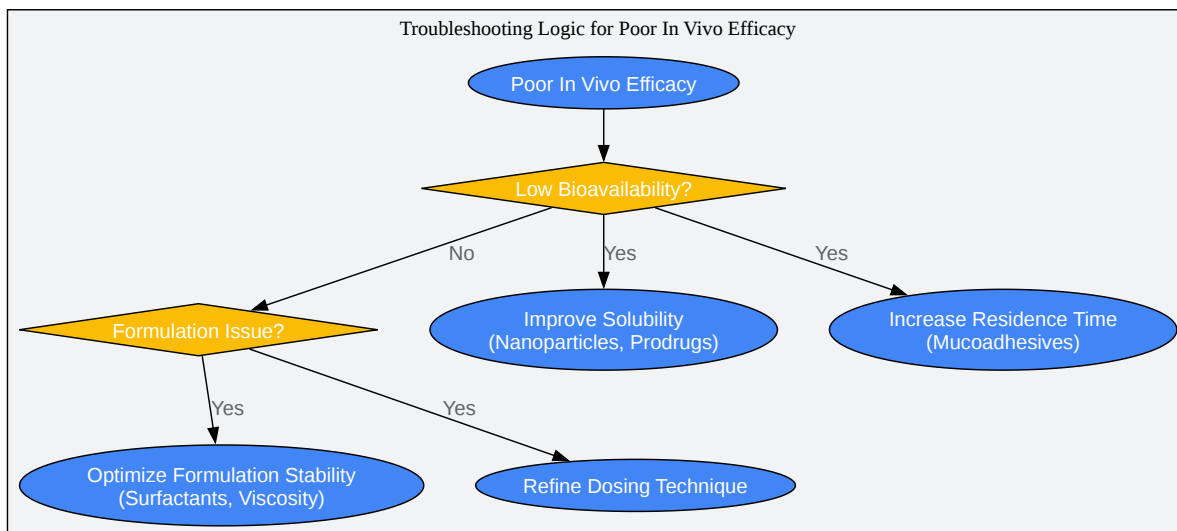 Troubleshooting Logic for Poor In Vivo Efficacy
Poor In Vivo Efficacy
Low Bioavailability?
No
Yes
Yes
Formulation Issue?
Improve Solubility
(Nanoparticles, Prodrugs)
Increase Residence Time
(Mucoadhesives)
Yes
Yes
Optimize Formulation Stability
(Surfactants, Viscosity)
Refine Dosing Technique